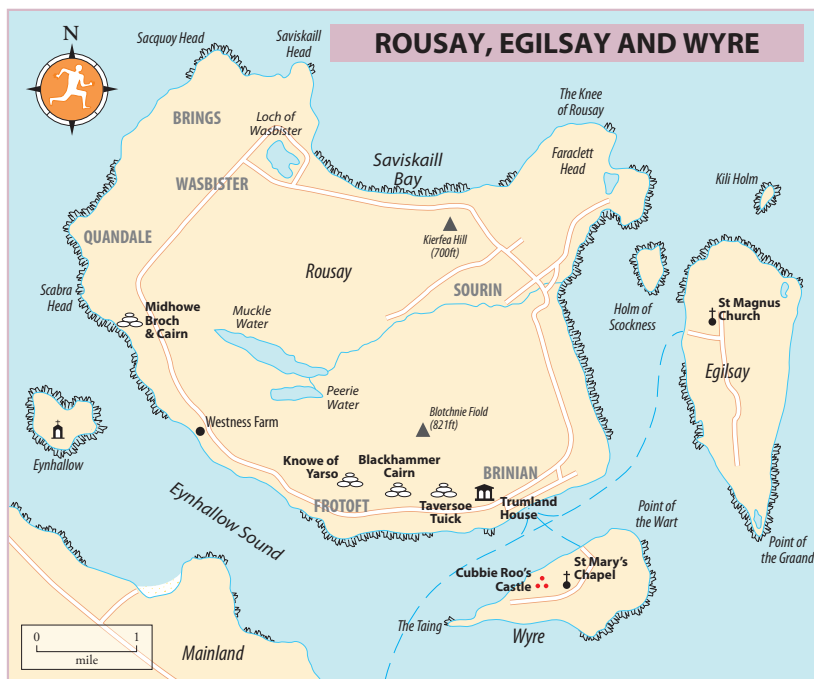 ROUSAY, EGILSAY AND WYRE
N
Sacquoy Head
Saviskaill
Head
The Knee
of Rousay
BRINGS
Loch of
Wasbister
Saviskaill
Bay
Faraclett
Head
Kili Holm
WASBISTER
QUANDALE
Kierfea Hill
(700ft)
Rousay
SOURIN
Scabra
Head
Midhowe
Broch
& Cairn
Muckle
Water
Holm of
Scockness
St Magnus
Church
Egilsay
Peerie
Water
Westness Farm
Blotchnie Fiold
(821ft)
Eynhallow
Knowe of
Yarso
Blackhammer
Cairn
BRINIAN
FROTOFT
Taversoe
Tuick
Trumland
House
Eynhallow Sound
Point of
the Wart
Point of
the Graand
Cubbie Roo's
Castle
St Mary's
Chapel
The Taing
Wyre
Mainland
0 1
mile